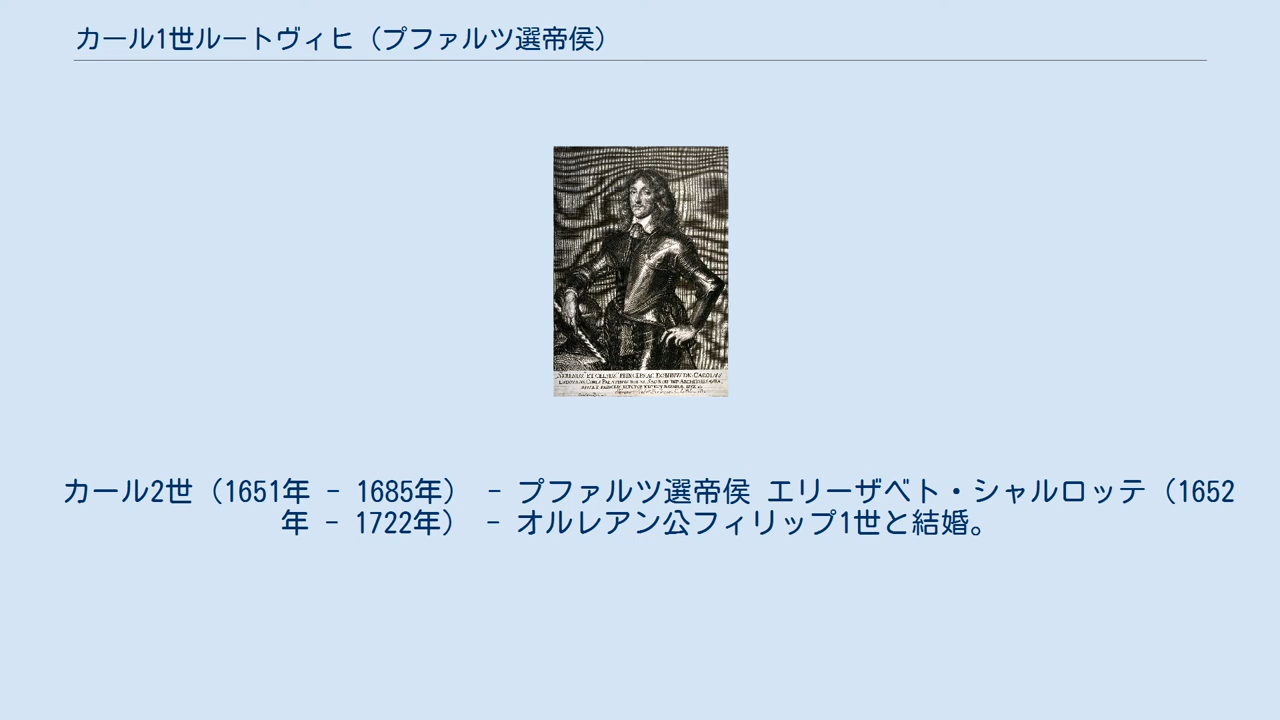 カール1世ルートヴィヒ（プファルツ選帝侯）
カール2世（1651年 - 1685年） - プファルツ選帝侯 エリーザベト・シャルロッテ（1652
年 - 1722年） - オルレアン公フィリップ1世と結婚。